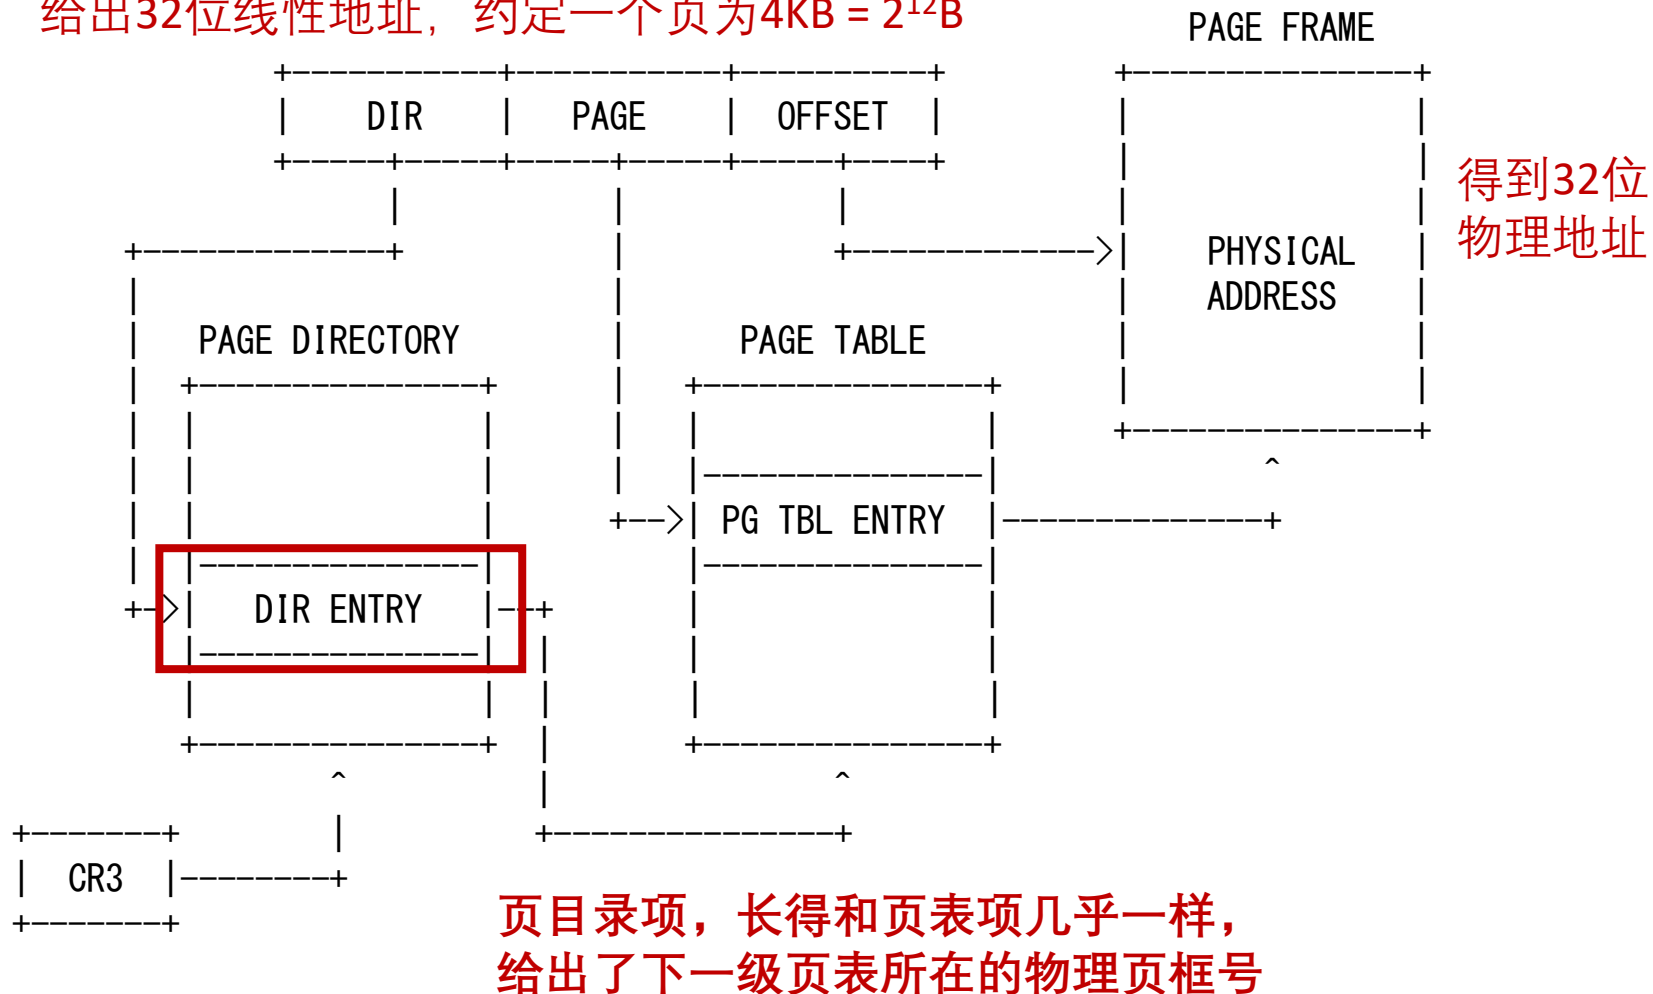 给出32位线性地址，约定一个页为4KB = 2¹²B
PAGE FRAME
DIR
PAGE
OFFSET
得到32位
物理地址
PHYSICAL
ADDRESS
PAGE DIRECTORY
PAGE TABLE
PG TBL ENTRY
DIR ENTRY
CR3
页目录项，长得和页表项几乎一样，
给出了下一级页表所在的物理页框号